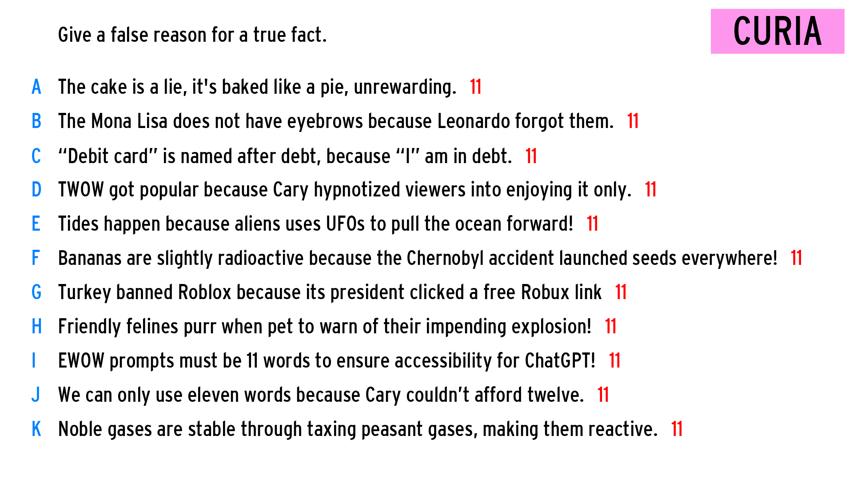 Give a false reason for a true fact.
CURIA
A The cake is a lie, it's baked like a pie, unrewarding. 11
B The Mona Lisa does not have eyebrows because Leonardo forgot them. 11
C “Debit card” is named after debt, because “I” am in debt. 11
D TWOW got popular because Cary hypnotized viewers into enjoying it only. 11
E Tides happen because aliens uses UFOs to pull the ocean forward! 11
F Bananas are slightly radioactive because the Chernobyl accident launched seeds everywhere! 11
G Turkey banned Roblox because its president clicked a free Robux link 11
H Friendly felines purr when pet to warn of their impending explosion! 11
I EWOW prompts must be 11 words to ensure accessibility for ChatGPT! 11
J We can only use eleven words because Cary couldn’t afford twelve. 11
K Noble gases are stable through taxing peasant gases, making them reactive. 11